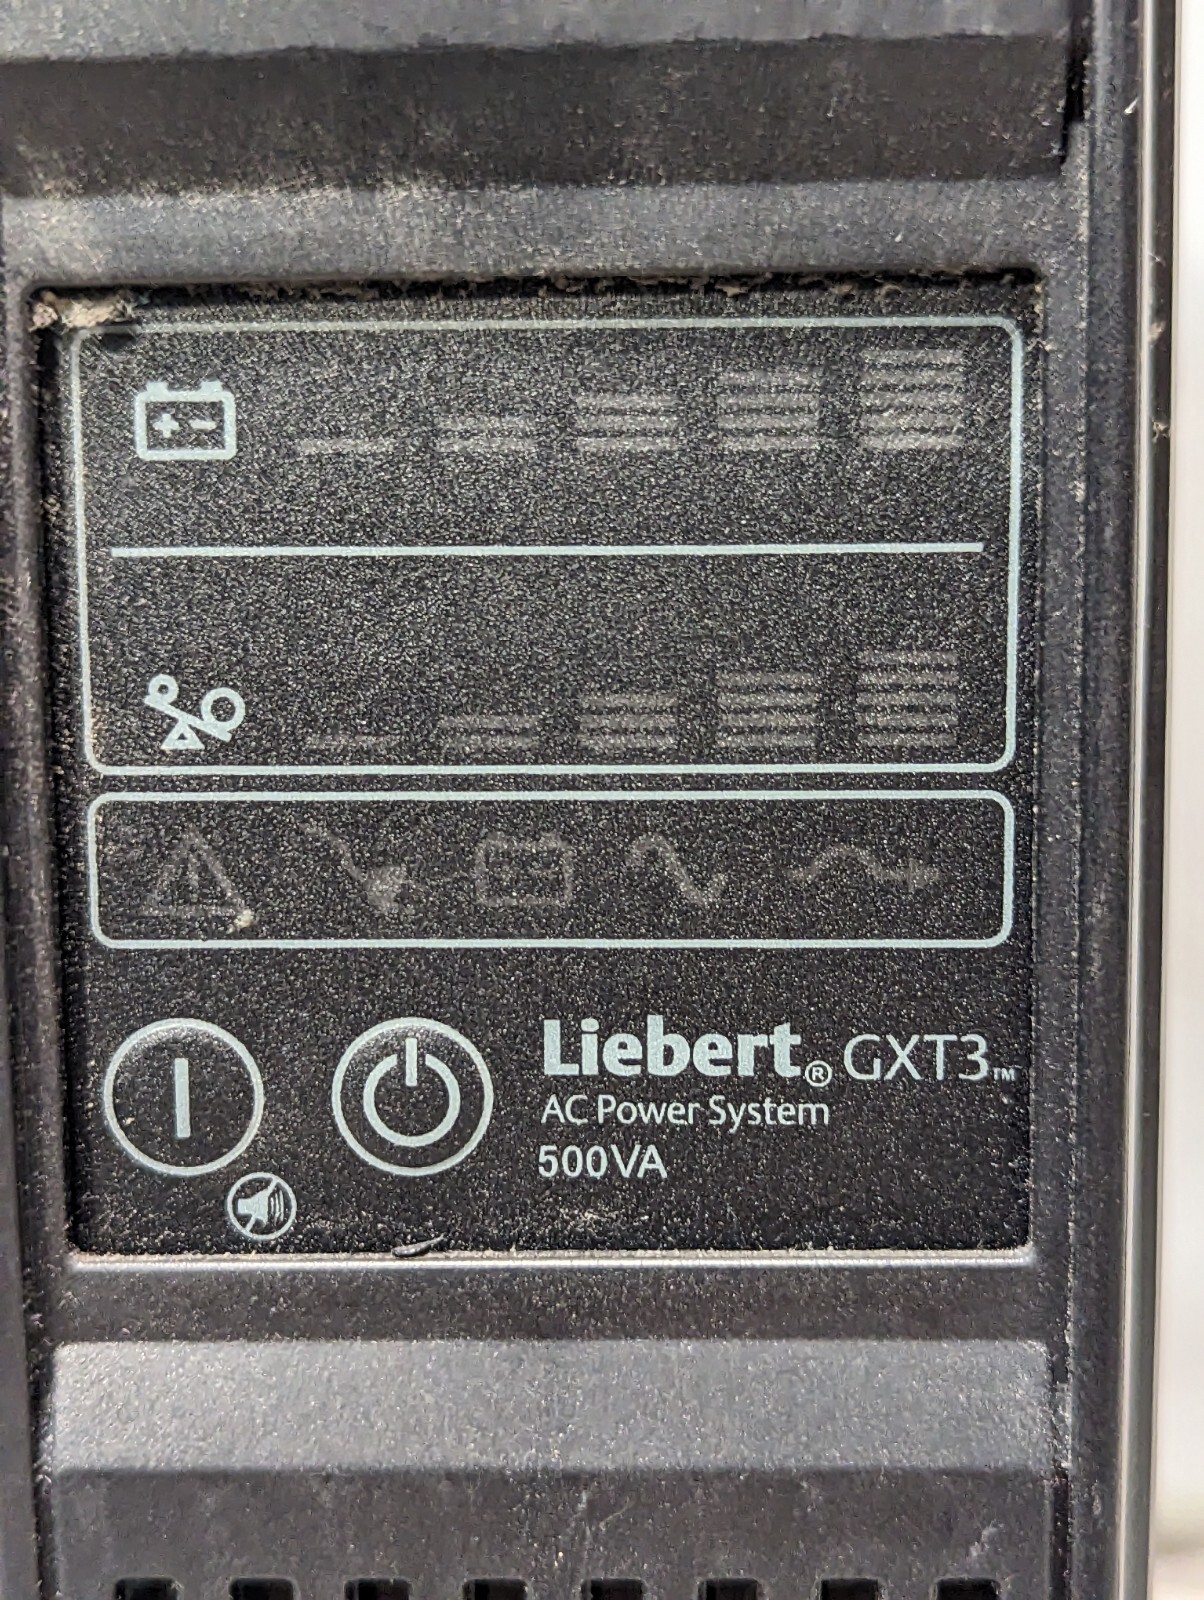 Liebert® GXT3™
AC Power System
500VA